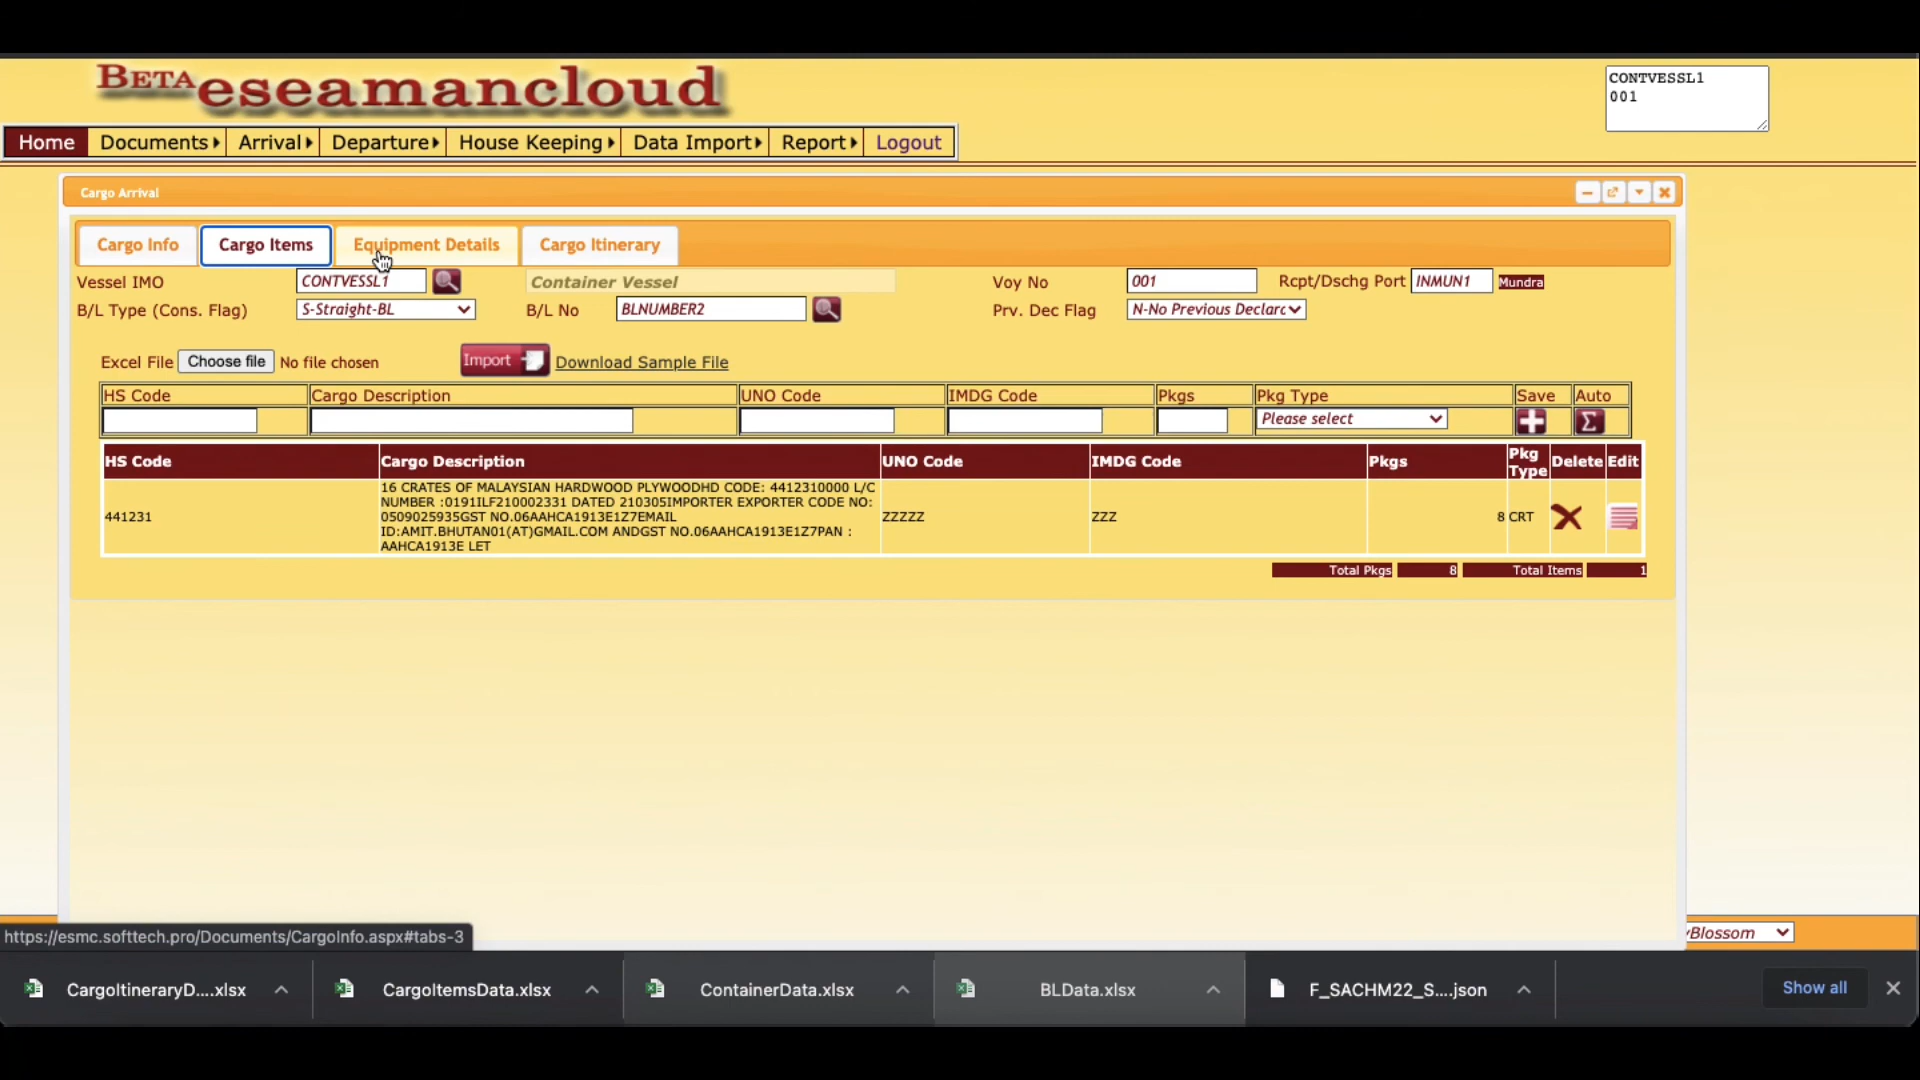 BETA eseamancloud
CONTVESSL1
001
Home Documents Arrival Departure House Keeping Data Import Report Logout
Cargo Arrival
Cargo Info Cargo Items Equipment Details Cargo Itinerary
Vessel IMO CONTVESSL1 Container Vessel Voy No 001 Rcpt/Dschg Port INMUN1 Mundra
B/L Type (Cons. Flag) S-Straight-BL B/L No BLNUMBER2 Prv. Dec Flag N-No Previous Declarc
Excel File Choose file No file chosen Import Download Sample File
HS Code Cargo Description UNO Code IMDG Code Pkgs Pkg Type Save Auto
Please select
HS Code Cargo Description UNO Code IMDG Code Pkgs Pkg Type Delete Edit
16 CRATES OF MALAYSIAN HARDWOOD PLYWOODHD CODE: 4412310000 L/C
NUMBER :0191ILF210002331 DATED 210305IMPORTER EXPORTER CODE NO:
441231 0509025935GST NO.06AAHCA1913E1Z7EMAIL ZZZZZ ZZZ 8 CRT
ID:AMIT.BHUTAN01(AT)GMAIL.COM ANDGST NO.06AAHCA1913E1Z7PAN :
AAHCA1913E LET
Total Pkgs 8 Total Items 1
https://esmc.softtech.pro/Documents/CargoInfo.aspx#tabs-3
Blossom
CargoItineraryD....xlsx CargoItemsData.xlsx ContainerData.xlsx BLData.xlsx F_SACHM22_S....json Show all